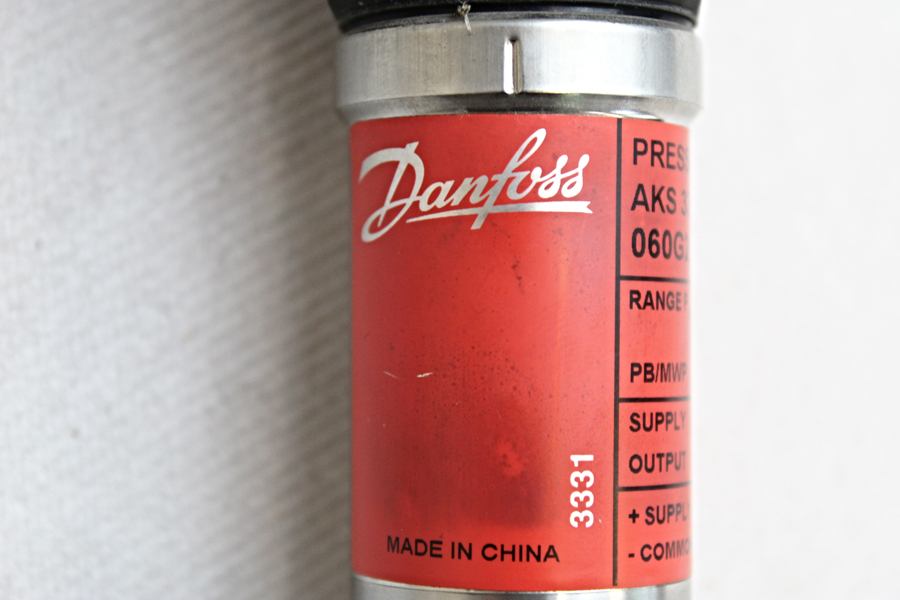 Danfoss
3331
MADE IN CHINA
PRES
AKS 3
060G
RANGE
PB/MWP
SUPPLY
OUTPUT
+ SUPPL
- COMMO